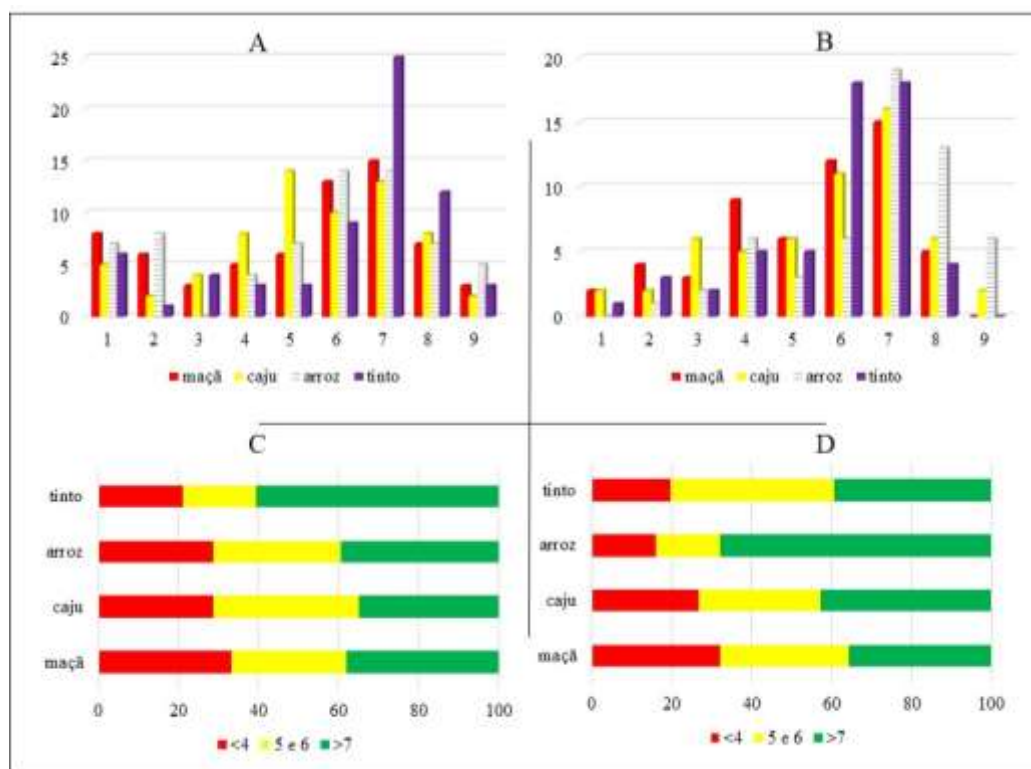 A
25
20
15
10
5
0
1 2 3 4 5 6 7 8 9
maçã caju arroz tinto
B
20
15
10
5
0
1 2 3 4 5 6 7 8 9
maçã caju arroz tinto
C
tinto
arroz
caju
maçã
0 20 40 60 80 100
<4 5 e 6 >7
D
tinto
arroz
caju
maçã
0 20 40 60 80 100
<4 5 e 6 >7